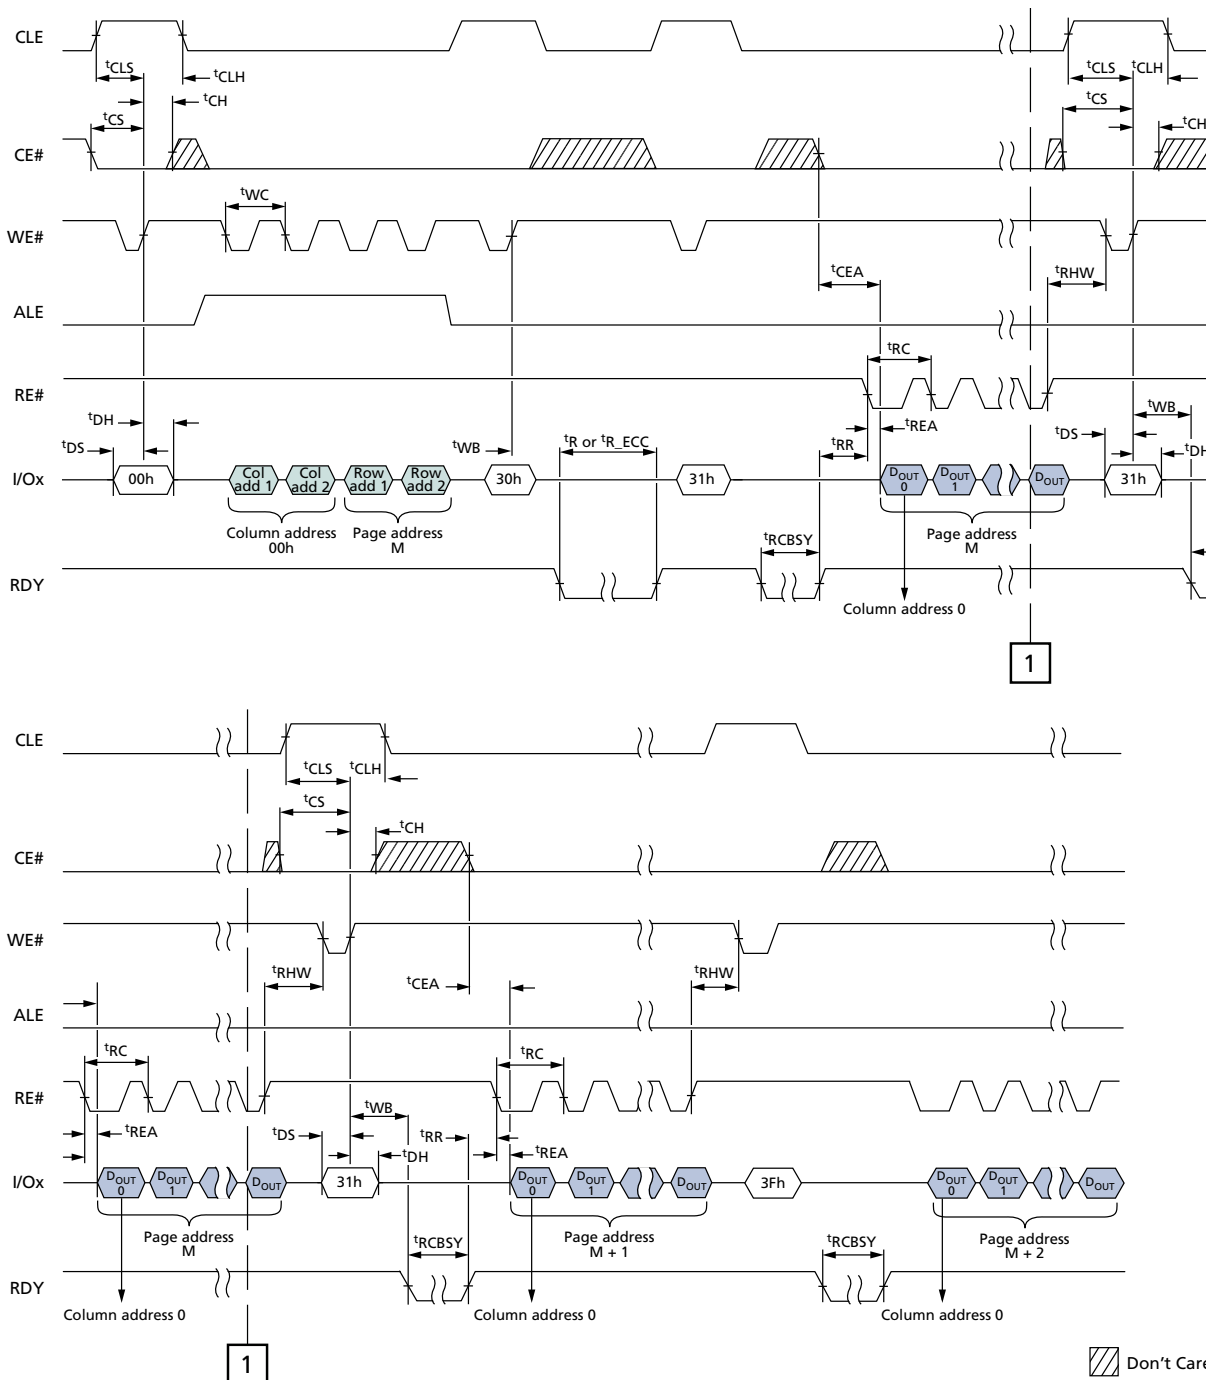 CLE
tCLS
tCLH
tCLS
tCLH
tCH
tCS
tCS
tCH
CE#
tWC
WE#
tCEA
tRHW
ALE
tRC
RE#
tDH
tWB
tDS
tWB
tR or tR_ECC
tRR
tREA
tDS
tDH
I/Ox
00h
Col add 1
Col add 2
Row add 1
Row add 2
30h
31h
DOUT 0
DOUT 1
DOUT
31h
Column address 00h
Page address M
tRCBSY
Page address M
RDY
Column address 0
1
CLE
tCLS
tCLH
tCS
tCH
CE#
WE#
tRHW
tCEA
tRHW
ALE
tRC
tRC
RE#
tWB
tREA
tDS
tRR
tDH
tREA
I/Ox
DOUT 0
DOUT 1
DOUT
31h
DOUT 0
DOUT 1
DOUT
3Fh
DOUT 0
DOUT 1
DOUT
Page address M
tRCBSY
Page address M + 1
tRCBSY
Page address M + 2
RDY
Column address 0
Column address 0
Column address 0
1
Don't Care